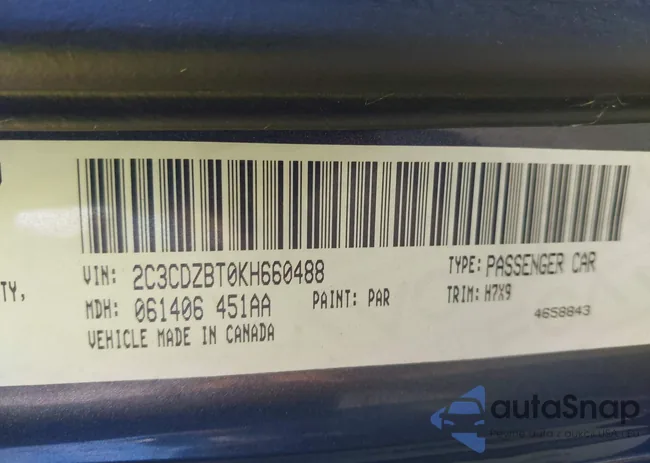 TY,
VIN: 2C3CDZBT0KH660488
TYPE: PASSENGER CAR
MDH: 061406 451AA
PAINT: PAR
TRIM: H7X9
VEHICLE MADE IN CANADA
4658843
autoSnap